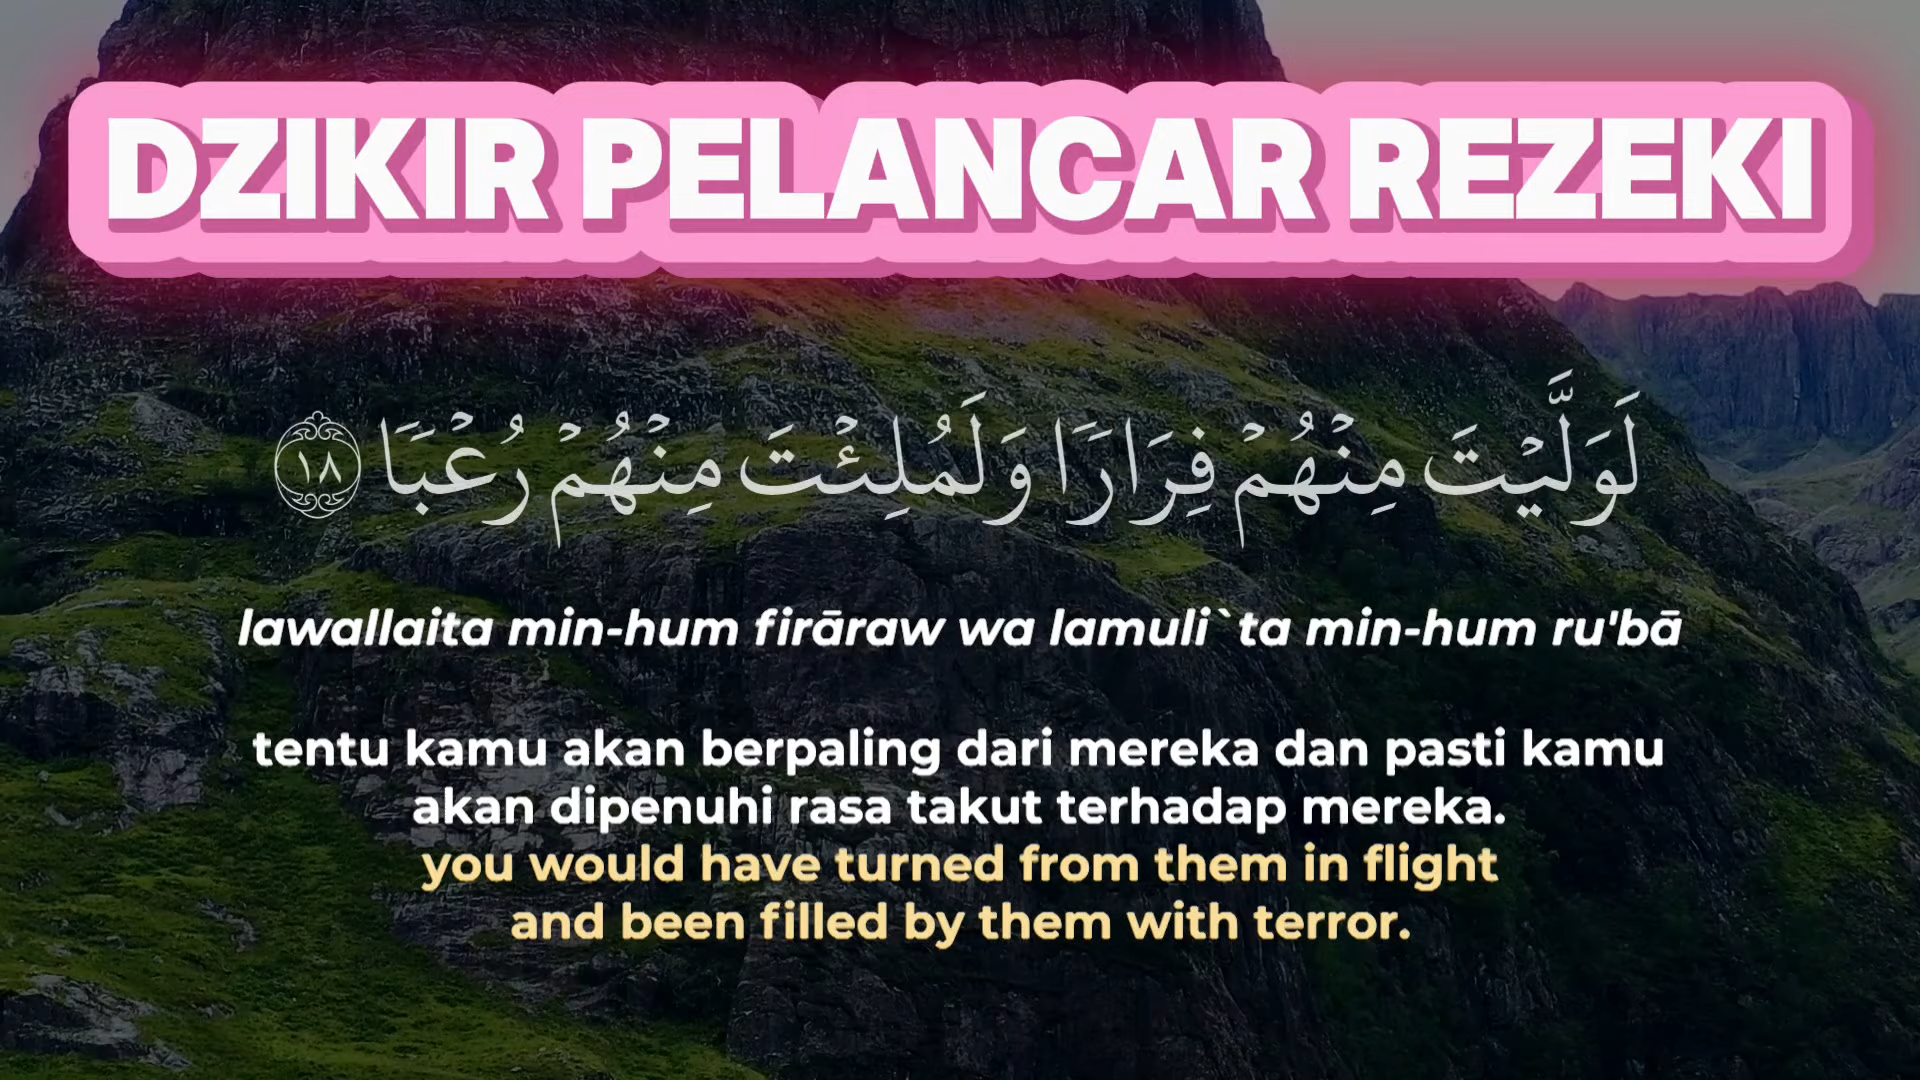 DZIKIR PELANCAR REZEKI
لَوَلَّيْتَ مِنْهُمْ فِرَارًا وَلَمُلِئْتَ مِنْهُمْ رُعْبًا ١٨
lawallaita min-hum firāraw wa lamuli`ta min-hum ru'bā
tentu kamu akan berpaling dari mereka dan pasti kamu
akan dipenuhi rasa takut terhadap mereka.
you would have turned from them in flight
and been filled by them with terror.